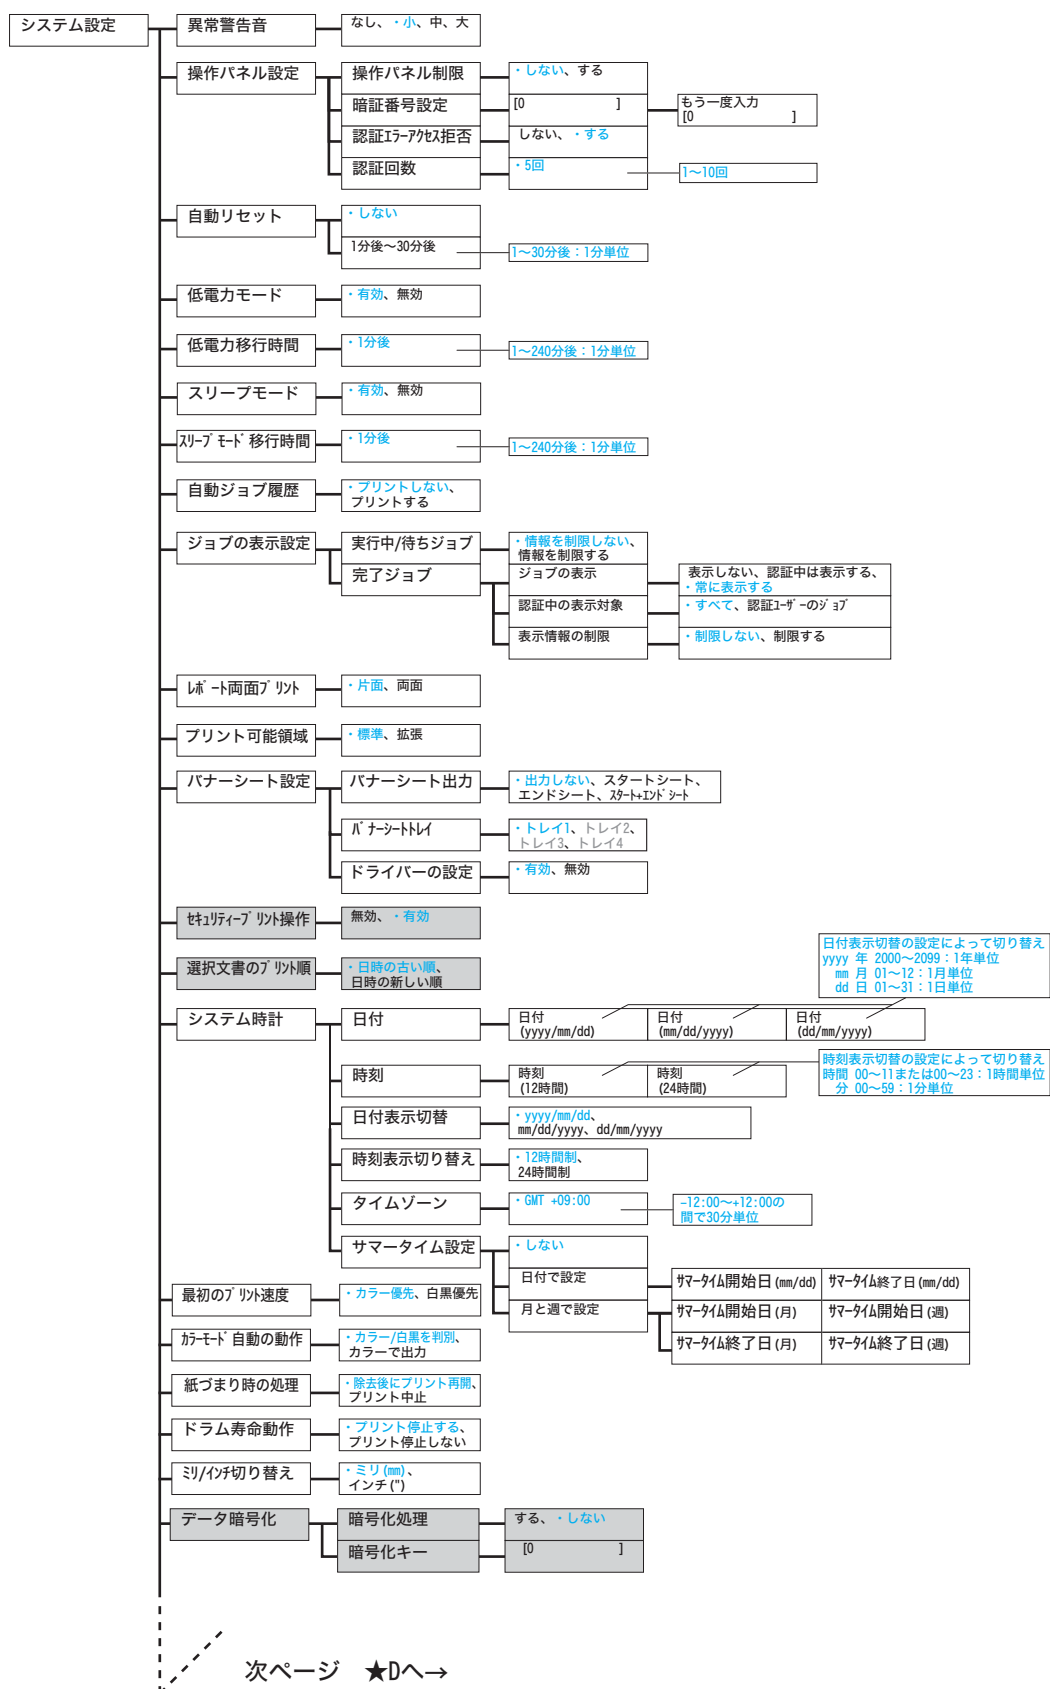 システム設定
異常警告音
なし、・小、中、大
操作パネル設定
操作パネル制限
・しない、する
暗証番号設定
[0 ]
もう一度入力
[0 ]
認証ｴﾗｰｱｸｾｽ拒否
しない、・する
認証回数
・5回
1～10回
自動リセット
・しない
1分後～30分後
1～30分後：1分単位
低電力モード
・有効、無効
低電力移行時間
・1分後
1～240分後：1分単位
スリープモード
・有効、無効
ｽﾘｰﾌﾟﾓｰﾄﾞ移行時間
・1分後
1～240分後：1分単位
自動ジョブ履歴
・プリントしない、
プリントする
ジョブの表示設定
実行中/待ちジョブ
・情報を制限しない、
情報を制限する
完了ジョブ
ジョブの表示
表示しない、認証中は表示する、
・常に表示する
認証中の表示対象
・すべて、認証ﾕｰｻﾞｰのｼﾞｮﾌﾞ
表示情報の制限
・制限しない、制限する
ﾚﾎﾟｰﾄ両面ﾌﾟﾘﾝﾄ
・片面、両面
プリント可能領域
・標準、拡張
バナーシート設定
バナーシート出力
・出力しない、スタートシート、
エンドシート、ｽﾀｰﾄ+ｴﾝﾄﾞｼｰﾄ
ﾊﾞﾅｰｼｰﾄﾄﾚｲ
・トレイ1、トレイ2、
トレイ3、トレイ4
ドライバーの設定
・有効、無効
ｾｷｭﾘﾃｨｰﾌﾟﾘﾝﾄ操作
無効、・有効
選択文書のﾌﾟﾘﾝﾄ順
・日時の古い順、
日時の新しい順
日付表示切替の設定によって切り替え
yyyy 年 2000～2099：1年単位
mm 月 01～12：1月単位
dd 日 01～31：1日単位
システム時計
日付
日付
(yyyy/mm/dd)
日付
(mm/dd/yyyy)
日付
(dd/mm/yyyy)
時刻
時刻
(12時間)
時刻
(24時間)
時刻表示切替の設定によって切り替え
時間 00～11または00～23：1時間単位
分 00～59：1分単位
日付表示切替
・yyyy/mm/dd、
mm/dd/yyyy、dd/mm/yyyy
時刻表示切り替え
・12時間制、
24時間制
タイムゾーン
・GMT +09:00
-12:00～+12:00の
間で30分単位
サマータイム設定
・しない
日付で設定
ｻﾏｰﾀｲﾑ開始日(mm/dd)
ｻﾏｰﾀｲﾑ終了日(mm/dd)
月と週で設定
ｻﾏｰﾀｲﾑ開始日(月)
ｻﾏｰﾀｲﾑ開始日(週)
ｻﾏｰﾀｲﾑ終了日(月)
ｻﾏｰﾀｲﾑ終了日(週)
最初のﾌﾟﾘﾝﾄ速度
・カラー優先、白黒優先
ｶﾗｰﾓｰﾄﾞ自動の動作
・カラー/白黒を判別、
カラーで出力
紙づまり時の処理
・除去後にプリント再開、
プリント中止
ドラム寿命動作
・プリント停止する、
プリント停止しない
ﾐﾘ/ｲﾝﾁ切り替え
・ミリ(mm)、
インチ(")
データ暗号化
暗号化処理
する、・しない
暗号化キー
[0 ]
次ページ ★Dへ→